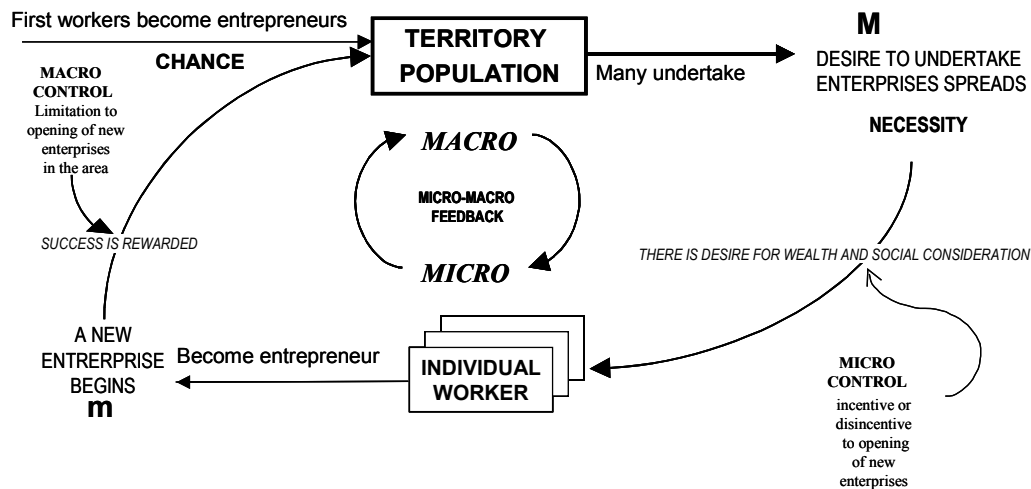 First workers become entrepreneurs
CHANCE
TERRITORY
POPULATION
Many undertake
M
DESIRE TO UNDERTAKE
ENTERPRISES SPREADS
NECESSITY
MACRO
CONTROL
Limitation to
opening of new
enterprises
in the area
MACRO
MICRO-MACRO
FEEDBACK
MICRO
SUCCESS IS REWARDED
THERE IS DESIRE FOR WEALTH AND SOCIAL CONSIDERATION
A NEW
ENTRERPRISE
BEGINS
m
Become entrepreneur
INDIVIDUAL
WORKER
MICRO
CONTROL
incentive or
disincentive
to opening
of new
enterprises